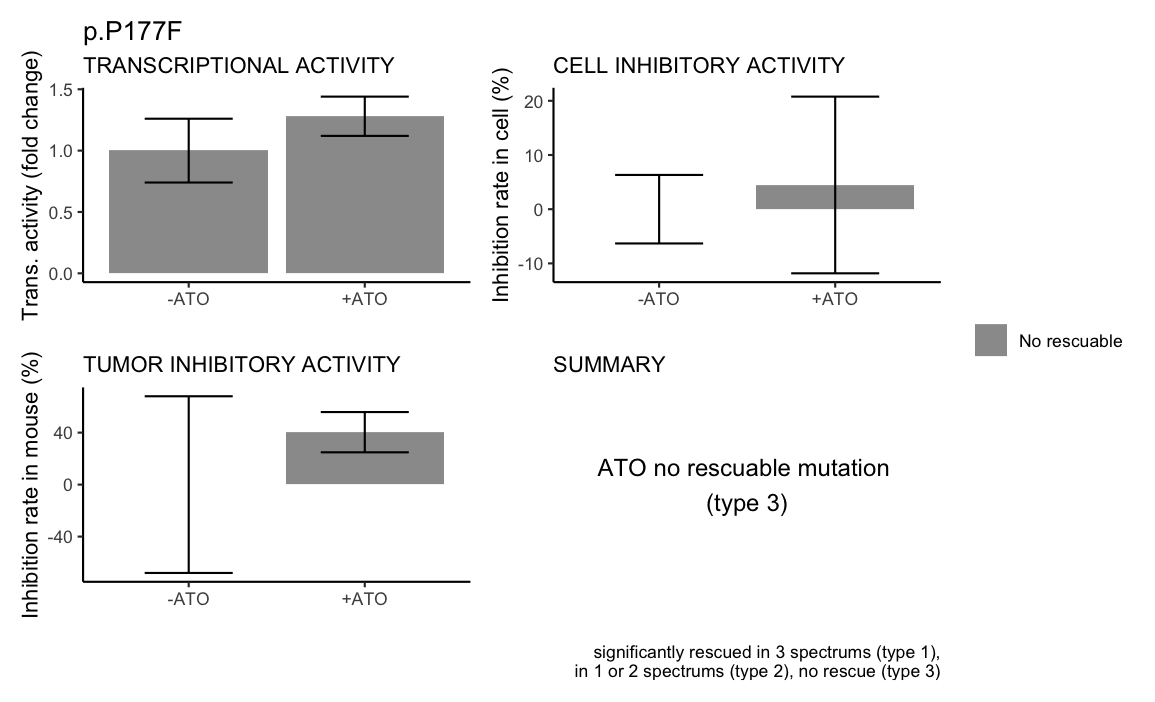 p.P177F
TRANSCRIPTIONAL ACTIVITY
Trans. activity (fold change)
1.5
1.0
0.5
0.0
-ATO
+ATO
CELL INHIBITORY ACTIVITY
Inhibition rate in cell (%)
20
10
0
-10
-ATO
+ATO
No rescuable
TUMOR INHIBITORY ACTIVITY
Inhibition rate in mouse (%)
40
0
-40
-ATO
+ATO
SUMMARY
ATO no rescuable mutation
(type 3)
significantly rescued in 3 spectrums (type 1),
in 1 or 2 spectrums (type 2), no rescue (type 3)